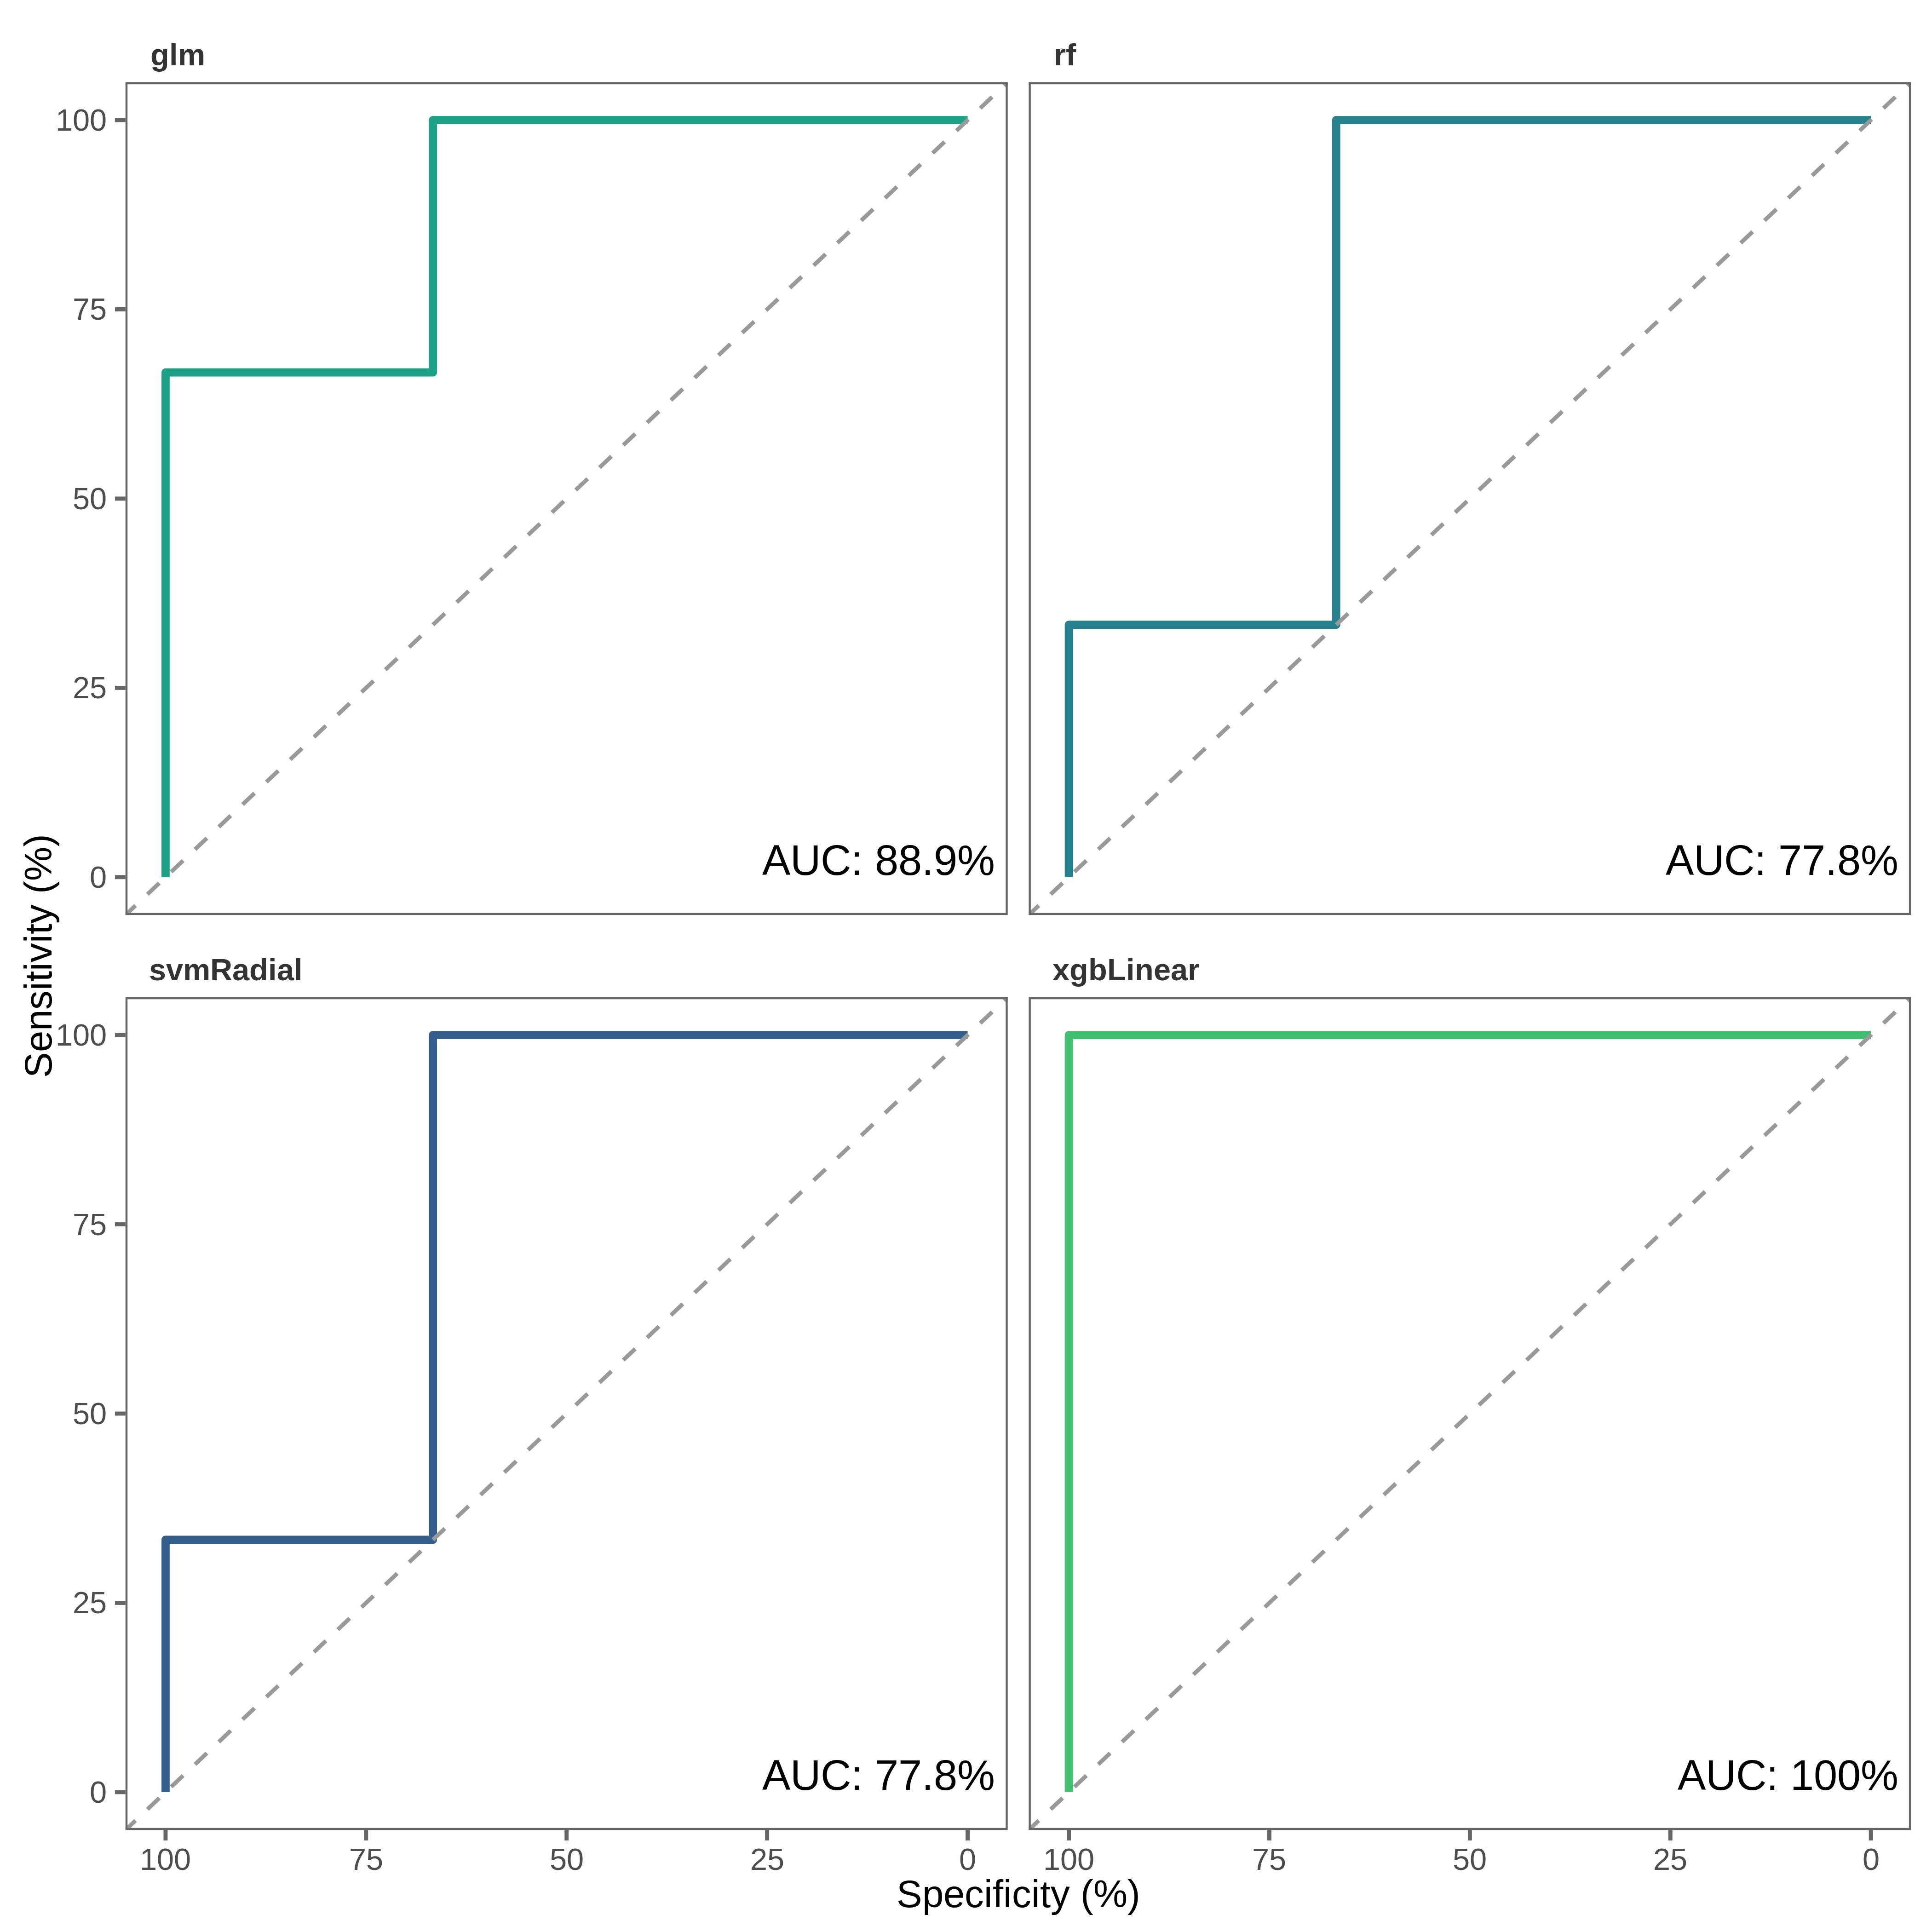 glm
rf
100
75
50
25
0
AUC: 88.9%
AUC: 77.8%
Sensitivity (%)
svmRadial
xgbLinear
100
75
50
25
0
AUC: 77.8%
AUC: 100%
100 75 50 25 0
100 75 50 25 0
Specificity (%)